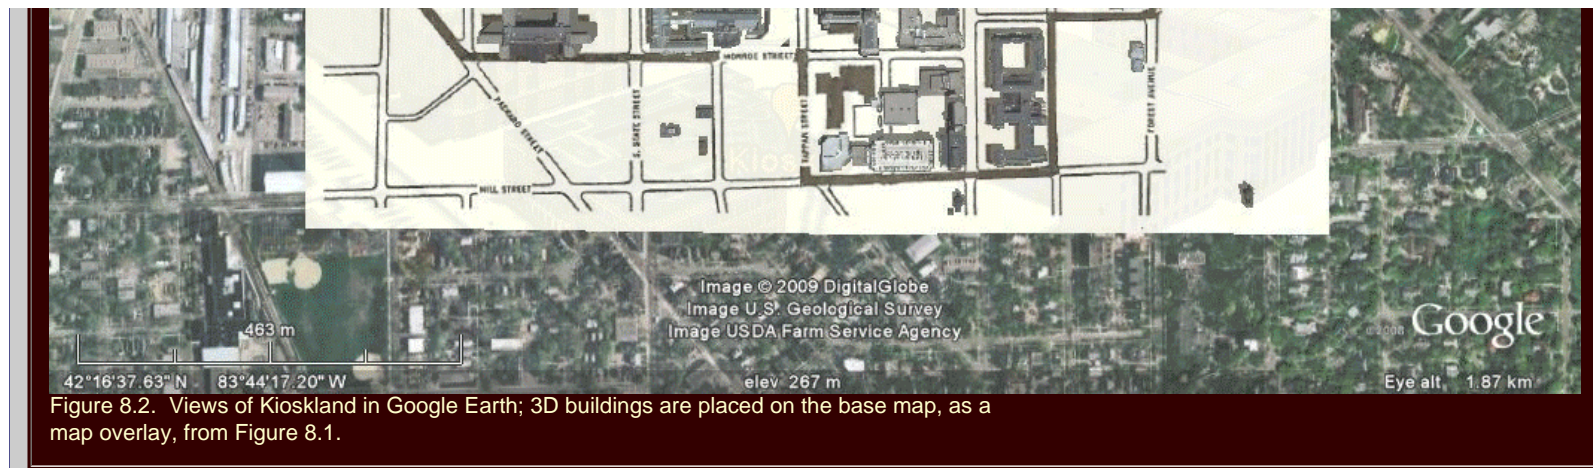 MONROE STREET
PACKARD STREET
S. STATE STREET
TAPPAN STREET
FOREST AVENUE
Kios
HILL STREET
Image © 2009 DigitalGlobe
Image U.S. Geological Survey
Image USDA Farm Service Agency
©2008 Google
463 m
42°16'37.63" N 83°44'17.20" W
elev 267 m
Eye alt 1.87 km
Figure 8.2. Views of Kioskland in Google Earth; 3D buildings are placed on the base map, as a
map overlay, from Figure 8.1.